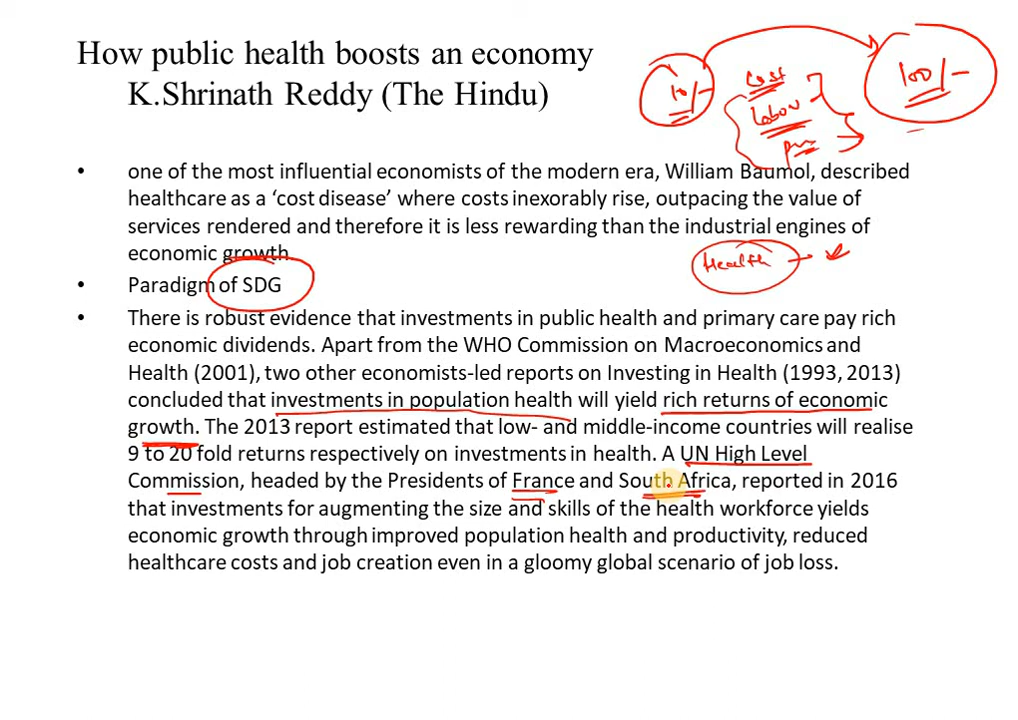 How public health boosts an economy
K.Shrinath Reddy (The Hindu)
10/-
cost
labou
100/-
• one of the most influential economists of the modern era, William Baumol, described
healthcare as a ‘cost disease’ where costs inexorably rise, outpacing the value of
services rendered and therefore it is less rewarding than the industrial engines of
economic growth.
Health
• Paradigm of SDG
• There is robust evidence that investments in public health and primary care pay rich
economic dividends. Apart from the WHO Commission on Macroeconomics and
Health (2001), two other economists-led reports on Investing in Health (1993, 2013)
concluded that investments in population health will yield rich returns of economic
growth. The 2013 report estimated that low- and middle-income countries will realise
9 to 20 fold returns respectively on investments in health. A UN High Level
Commission, headed by the Presidents of France and South Africa, reported in 2016
that investments for augmenting the size and skills of the health workforce yields
economic growth through improved population health and productivity, reduced
healthcare costs and job creation even in a gloomy global scenario of job loss.